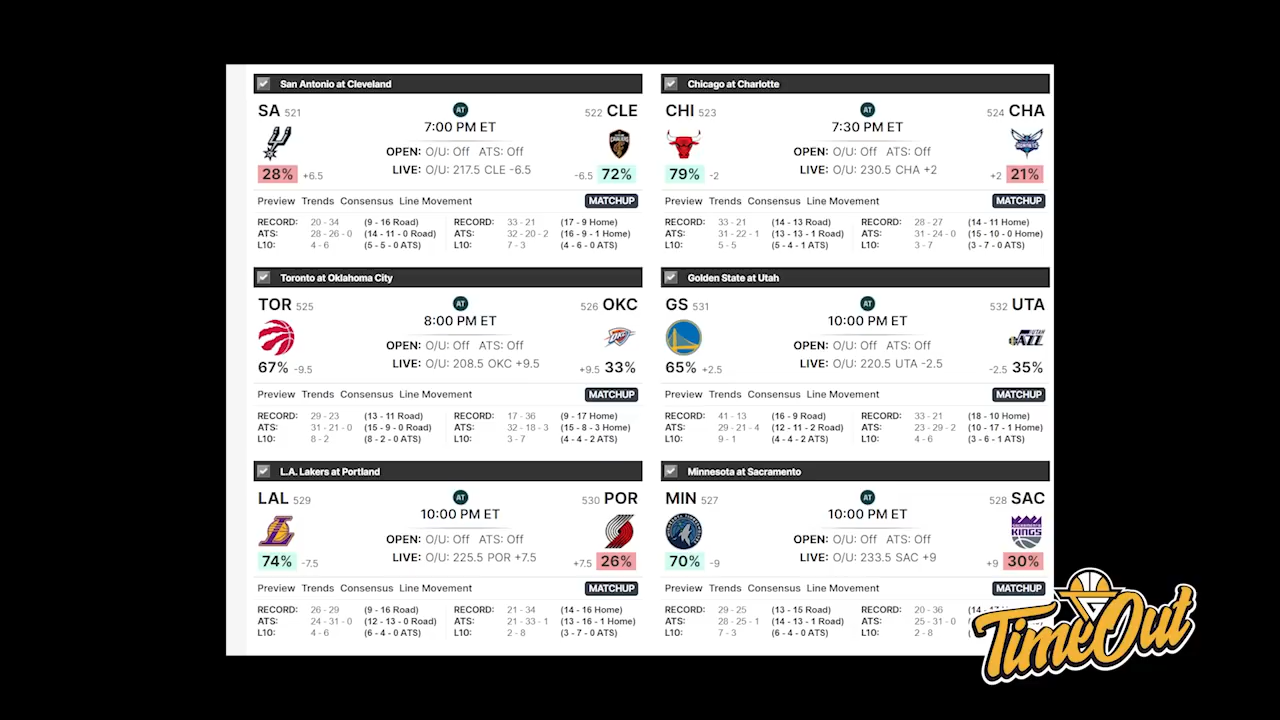 San Antonio at Cleveland
SA 521
AT
522 CLE
7:00 PM ET
OPEN: O/U: Off ATS: Off
LIVE: O/U: 217.5 CLE -6.5
28% +6.5
-6.5 72%
Preview Trends Consensus Line Movement MATCHUP
RECORD: 20 - 34 (9 - 16 Road) RECORD: 33 - 21 (17 - 9 Home)
ATS: 28 - 26 - 0 (14 - 11 - 0 Road) ATS: 32 - 20 - 2 (16 - 9 - 1 Home)
L10: 4 - 6 (5 - 5 - 0 ATS) L10: 7 - 3 (4 - 6 - 0 ATS)
Chicago at Charlotte
CHI 523
AT
524 CHA
7:30 PM ET
OPEN: O/U: Off ATS: Off
LIVE: O/U: 230.5 CHA +2
79% -2
+2 21%
Preview Trends Consensus Line Movement MATCHUP
RECORD: 33 - 21 (14 - 13 Road) RECORD: 28 - 27 (14 - 11 Home)
ATS: 31 - 22 - 1 (13 - 13 - 1 Road) ATS: 31 - 24 - 0 (15 - 10 - 0 Home)
L10: 5 - 5 (5 - 4 - 1 ATS) L10: 3 - 7 (3 - 7 - 0 ATS)
Toronto at Oklahoma City
TOR 525
AT
526 OKC
8:00 PM ET
OPEN: O/U: Off ATS: Off
LIVE: O/U: 208.5 OKC +9.5
67% -9.5
+9.5 33%
Preview Trends Consensus Line Movement MATCHUP
RECORD: 29 - 23 (13 - 11 Road) RECORD: 17 - 36 (9 - 17 Home)
ATS: 31 - 21 - 0 (15 - 9 - 0 Road) ATS: 32 - 18 - 3 (15 - 8 - 3 Home)
L10: 8 - 2 (8 - 2 - 0 ATS) L10: 3 - 7 (4 - 4 - 2 ATS)
Golden State at Utah
GS 531
AT
532 UTA
10:00 PM ET
OPEN: O/U: Off ATS: Off
LIVE: O/U: 220.5 UTA -2.5
65% +2.5
-2.5 35%
Preview Trends Consensus Line Movement MATCHUP
RECORD: 41 - 13 (16 - 9 Road) RECORD: 33 - 21 (18 - 10 Home)
ATS: 29 - 21 - 4 (12 - 11 - 2 Road) ATS: 23 - 29 - 2 (10 - 17 - 1 Home)
L10: 9 - 1 (4 - 4 - 2 ATS) L10: 4 - 6 (3 - 6 - 1 ATS)
L.A. Lakers at Portland
LAL 529
AT
530 POR
10:00 PM ET
OPEN: O/U: Off ATS: Off
LIVE: O/U: 225.5 POR +7.5
74% -7.5
+7.5 26%
Preview Trends Consensus Line Movement MATCHUP
RECORD: 26 - 29 (9 - 16 Road) RECORD: 21 - 34 (14 - 16 Home)
ATS: 24 - 31 - 0 (12 - 13 - 0 Road) ATS: 21 - 33 - 1 (13 - 16 - 1 Home)
L10: 4 - 6 (6 - 4 - 0 ATS) L10: 2 - 8 (3 - 7 - 0 ATS)
Minnesota at Sacramento
MIN 527
AT
528 SAC
10:00 PM ET
OPEN: O/U: Off ATS: Off
LIVE: O/U: 233.5 SAC +9
70% -9
+9 30%
Preview Trends Consensus Line Movement MATCHUP
RECORD: 29 - 25 (13 - 15 Road) RECORD: 20 - 36
ATS: 28 - 25 - 1 (14 - 13 - 1 Road) ATS: 25 - 31 - 0
L10: 7 - 3 (6 - 4 - 0 ATS) L10: 2 - 8
TimeOut